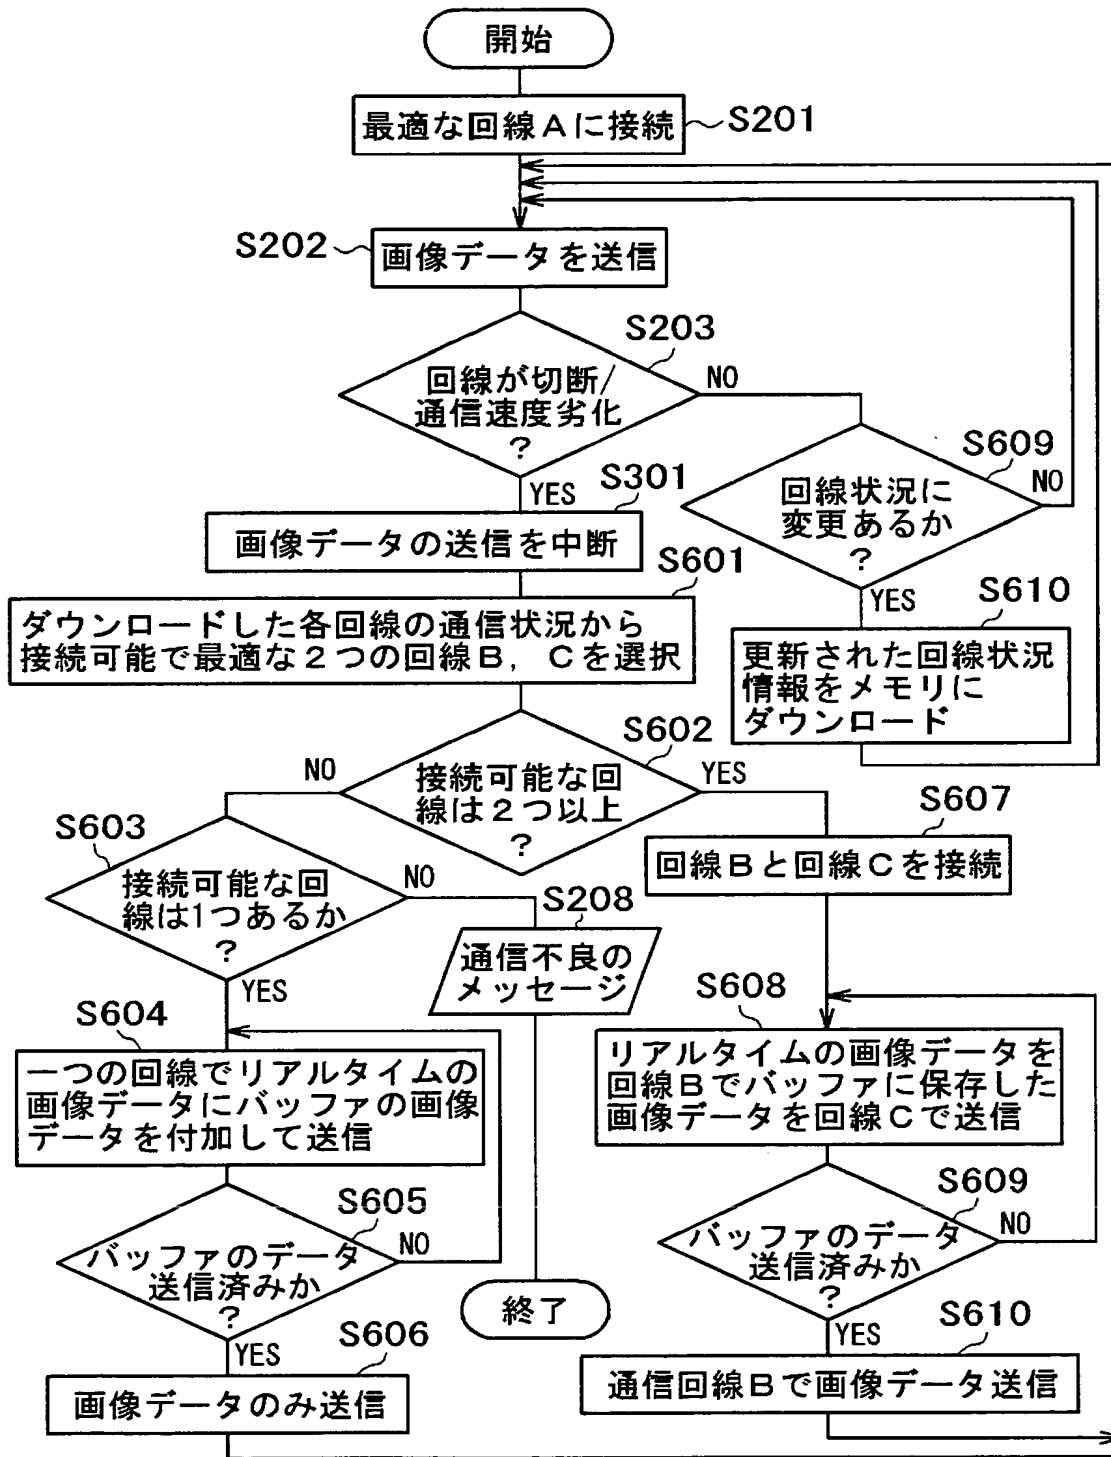 開始
最適な回線Aに接続
S201
S202
画像データを送信
S203
回線が切断/
通信速度劣化
?
NO
YES
S609
回線状況に
変更あるか
?
NO
YES
S301
画像データの送信を中断
S601
ダウンロードした各回線の通信状況から
接続可能で最適な2つの回線B, Cを選択
S610
更新された回線状況
情報をメモリに
ダウンロード
S602
接続可能な回
線は2つ以上
?
NO
YES
S603
接続可能な回
線は1つあるか
?
NO
YES
S607
回線Bと回線Cを接続
S208
通信不良の
メッセージ
S604
一つの回線でリアルタイムの
画像データにバッファの画像
データを付加して送信
S608
リアルタイムの画像データを
回線Bでバッファに保存した
画像データを回線Cで送信
S605
バッファのデータ
送信済みか
?
NO
YES
S609
バッファのデータ
送信済みか
?
NO
YES
終了
S606
画像データのみ送信
S610
通信回線Bで画像データ送信